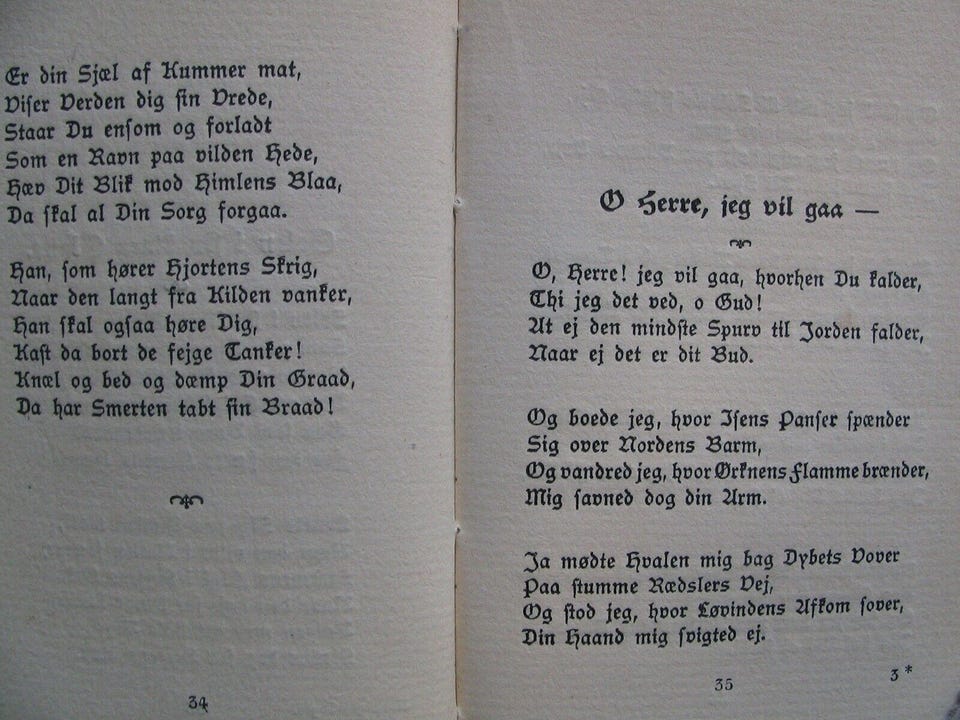 Er din Sjæl af Kummer mat,
Viser Verden dig sin Vrede,
Staar Du ensom og forladt
Som en Ravn paa vilden Hede,
Hæv Dit Blik mod Himlens Blaa,
Da skal al Din Sorg forgaa.
Han, som hører Hjortens Skrig,
Naar den langt fra Kilden vanker,
Han skal ogsaa høre Dig,
Kast da bort de fejge Tanker!
Knæl og bed og dæmp Din Graad,
Da har Smerten tabt sin Braad!
34
O Herre, jeg vil gaa —
O, Herre! jeg vil gaa, hvorhen Du kalder,
Thi jeg det ved, o Gud!
At ej den mindste Spurv til Jorden falder,
Naar ej det er dit Bud.
Og boede jeg, hvor Isens Panser spænder
Sig over Nordens Barm,
Og vandred jeg, hvor Ørknens Flamme brænder,
Mig savned dog din Arm.
Ja mødte Hvalen mig bag Dybets Vover
Paa stumme Rædslers Vej,
Og stod jeg, hvor Løvindens Afkom sover,
Din Haand mig svigted ej.
35
3*